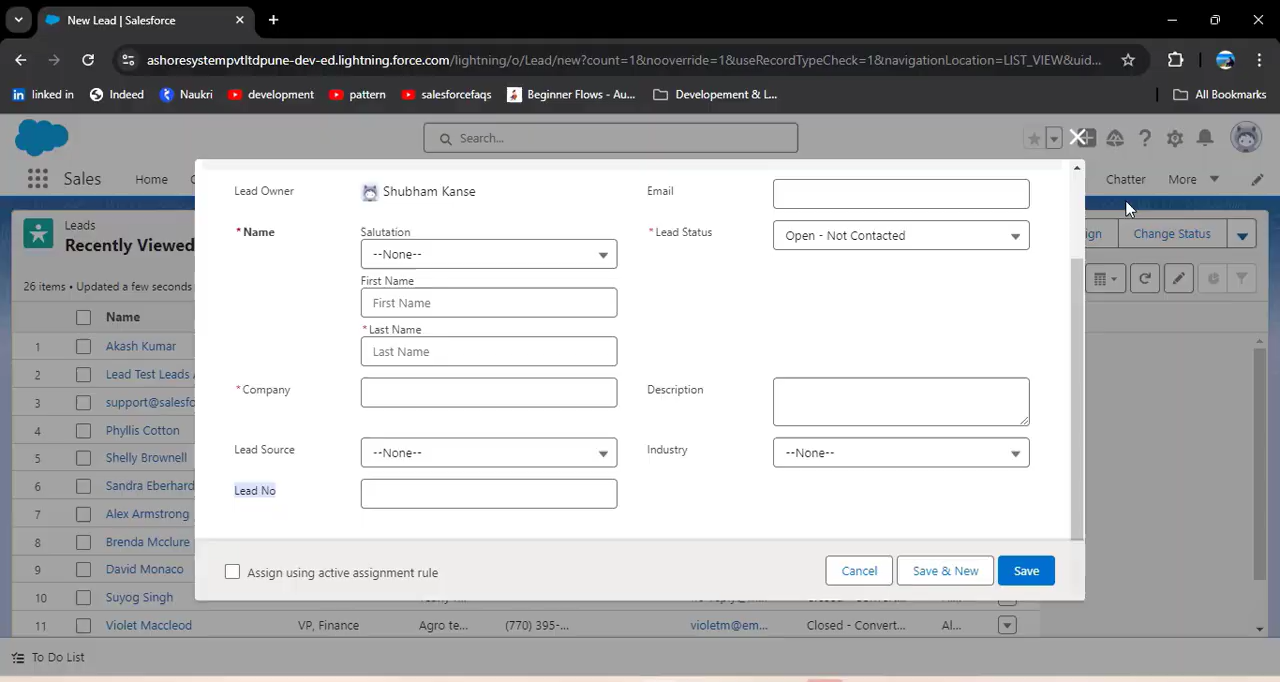 New Lead | Salesforce
ashoresystempvtltdpune-dev-ed.lightning.force.com/lightning/o/Lead/new?count=1&nooverride=1&useRecordTypeCheck=1&navigationLocation=LIST_VIEW&uid...
linked in Indeed Naukri development pattern salesforcefaqs Beginner Flows - Au... Developement & L... All Bookmarks
Search...
Sales Home Chatter More
Lead Owner Shubham Kanse Email
*Name Salutation *Lead Status Open - Not Contacted
--None--
First Name
First Name
*Last Name
Last Name
*Company Description
Lead Source --None-- Industry --None--
Lead No
Assign using active assignment rule Cancel Save & New Save
Leads
Recently Viewed
Change Status
26 items • Updated a few seconds
Name
1 Akash Kumar
2 Lead Test Leads
3 support@salesfo
4 Phyllis Cotton
5 Shelly Brownell
6 Sandra Eberhard
7 Alex Armstrong
8 Brenda Mcclure
9 David Monaco
10 Suyog Singh
11 Violet Maccleod VP, Finance Agro te... (770) 395-... violetm@em... Closed - Convert... Al...
To Do List